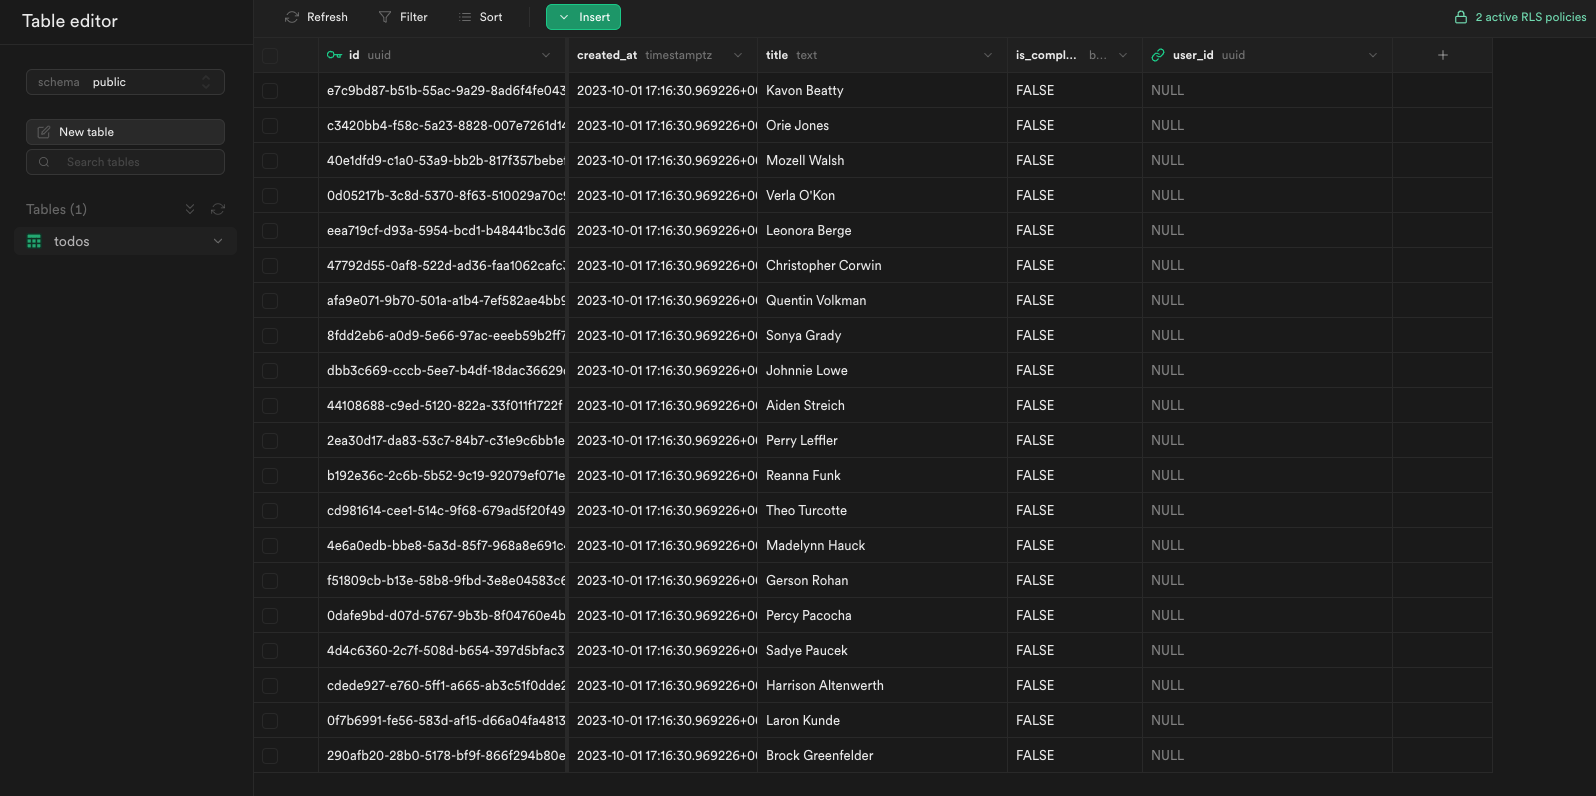 Table editor
Refresh Filter Sort Insert 2 active RLS policies
schema public
New table
Search tables
Tables (1)
todos
id uuid created_at timestamptz title text is_compl... b... user_id uuid
e7c9bd87-b51b-55ac-9a29-8ad6f4fe043 2023-10-01 17:16:30.969226+0 Kavon Beatty FALSE NULL
c3420bb4-f58c-5a23-8828-007e7261d14 2023-10-01 17:16:30.969226+0 Orie Jones FALSE NULL
40e1dfd9-c1a0-53a9-bb2b-817f357bebe 2023-10-01 17:16:30.969226+0 Mozell Walsh FALSE NULL
0d05217b-3c8d-5370-8f63-510029a70c 2023-10-01 17:16:30.969226+0 Verla O'Kon FALSE NULL
eea719cf-d93a-5954-bcd1-b48441bc3d6 2023-10-01 17:16:30.969226+0 Leonora Berge FALSE NULL
47792d55-0af8-522d-ad36-faa1062cafc 2023-10-01 17:16:30.969226+0 Christopher Corwin FALSE NULL
afa9e071-9b70-501a-a1b4-7ef582ae4bb9 2023-10-01 17:16:30.969226+0 Quentin Volkman FALSE NULL
8fdd2eb6-a0d9-5e66-97ac-eeeb59b2ff7 2023-10-01 17:16:30.969226+0 Sonya Grady FALSE NULL
dbb3c669-cccb-5ee7-b4df-18dac36629 2023-10-01 17:16:30.969226+0 Johnnie Lowe FALSE NULL
44108688-c9ed-5120-822a-33f011f1722f 2023-10-01 17:16:30.969226+0 Aiden Streich FALSE NULL
2ea30d17-da83-53c7-84b7-c31e9c6bb1e 2023-10-01 17:16:30.969226+0 Perry Leffler FALSE NULL
b192e36c-2c6b-5b52-9c19-92079ef071e 2023-10-01 17:16:30.969226+0 Reanna Funk FALSE NULL
cd981614-cee1-514c-9f68-679ad5f20f49 2023-10-01 17:16:30.969226+0 Theo Turcotte FALSE NULL
4e6a0edb-bbe8-5a3d-85f7-968a8e691c 2023-10-01 17:16:30.969226+0 Madelynn Hauck FALSE NULL
f51809cb-b13e-58b8-9fbd-3e8e04583c6 2023-10-01 17:16:30.969226+0 Gerson Rohan FALSE NULL
0dafe9bd-d07d-5767-9b3b-8f04760e4b 2023-10-01 17:16:30.969226+0 Percy Pacocha FALSE NULL
4d4c6360-2c7f-508d-b654-397d5bfac3 2023-10-01 17:16:30.969226+0 Sadye Paucek FALSE NULL
cdede927-e760-5ff1-a665-ab3c51f0dde2 2023-10-01 17:16:30.969226+0 Harrison Altenwerth FALSE NULL
0f7b6991-fe56-583d-af15-d66a04fa4813 2023-10-01 17:16:30.969226+0 Laron Kunde FALSE NULL
290afb20-28b0-5178-bf9f-866f294b80e 2023-10-01 17:16:30.969226+0 Brock Greenfelder FALSE NULL